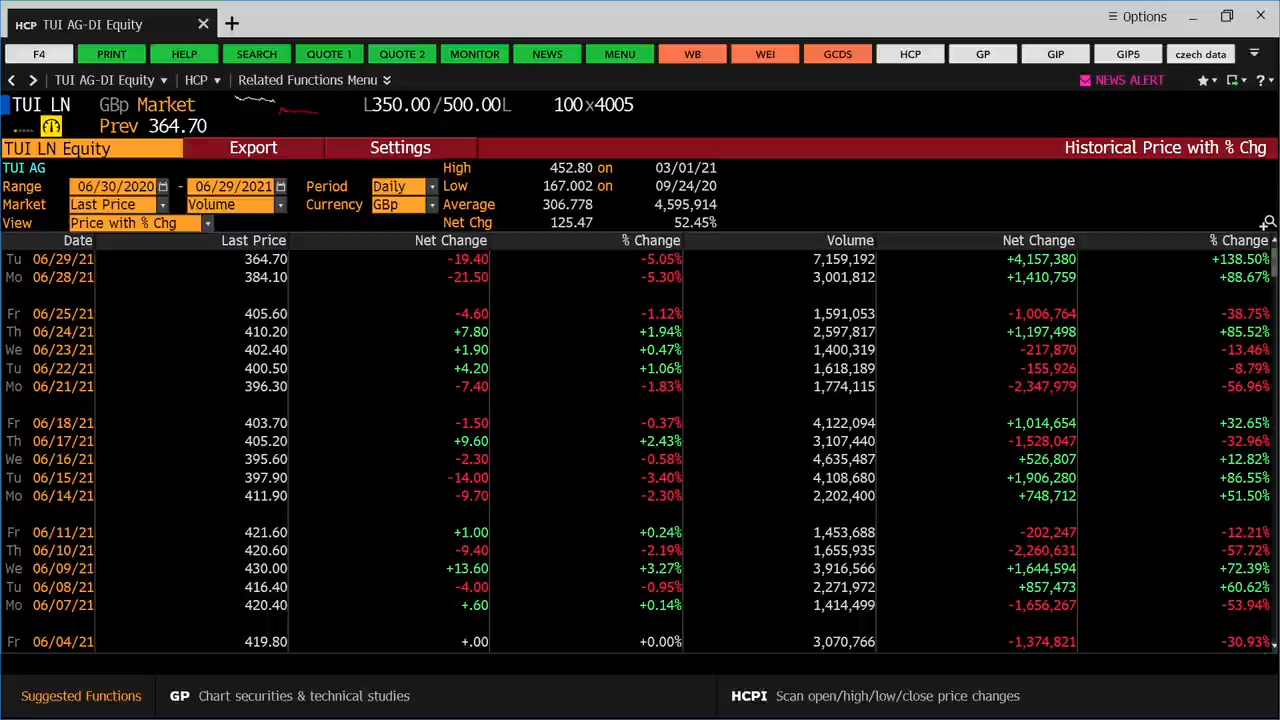 HCP TUI AG-DI Equity × +
≡ Options
F4 PRINT HELP SEARCH QUOTE 1 QUOTE 2 MONITOR NEWS MENU WB WEI GCDS HCP GP GIP GIP5 czech data
TUI AG-DI Equity HCP Related Functions Menu NEWS ALERT
TUI LN GBp Market L350.00/500.00L 100x4005
Prev 364.70
TUI LN Equity Export Settings Historical Price with % Chg
TUI AG High 452.80 on 03/01/21
Range 06/30/2020 - 06/29/2021 Period Daily Low 167.002 on 09/24/20
Market Last Price Volume Currency GBp Average 306.778 4,595,914
View Price with % Chg Net Chg 125.47 52.45%
Date Last Price Net Change % Change Volume Net Change % Change
Tu 06/29/21 364.70 -19.40 -5.05% 7,159,192 +4,157,380 +138.50%
Mo 06/28/21 384.10 -21.50 -5.30% 3,001,812 +1,410,759 +88.67%
Fr 06/25/21 405.60 -4.60 -1.12% 1,591,053 -1,006,764 -38.75%
Th 06/24/21 410.20 +7.80 +1.94% 2,597,817 +1,197,498 +85.52%
We 06/23/21 402.40 +1.90 +0.47% 1,400,319 -217,870 -13.46%
Tu 06/22/21 400.50 +4.20 +1.06% 1,618,189 -155,926 -8.79%
Mo 06/21/21 396.30 -7.40 -1.83% 1,774,115 -2,347,979 -56.96%
Fr 06/18/21 403.70 -1.50 -0.37% 4,122,094 +1,014,654 +32.65%
Th 06/17/21 405.20 +9.60 +2.43% 3,107,440 -1,528,047 -32.96%
We 06/16/21 395.60 -2.30 -0.58% 4,635,487 +526,807 +12.82%
Tu 06/15/21 397.90 -14.00 -3.40% 4,108,680 +1,906,280 +86.55%
Mo 06/14/21 411.90 -9.70 -2.30% 2,202,400 +748,712 +51.50%
Fr 06/11/21 421.60 +1.00 +0.24% 1,453,688 -202,247 -12.21%
Th 06/10/21 420.60 -9.40 -2.19% 1,655,935 -2,260,631 -57.72%
We 06/09/21 430.00 +13.60 +3.27% 3,916,566 +1,644,594 +72.39%
Tu 06/08/21 416.40 -4.00 -0.95% 2,271,972 +857,473 +60.62%
Mo 06/07/21 420.40 +.60 +0.14% 1,414,499 -1,656,267 -53.94%
Fr 06/04/21 419.80 +.00 +0.00% 3,070,766 -1,374,821 -30.93%
Suggested Functions GP Chart securities & technical studies HCPI Scan open/high/low/close price changes